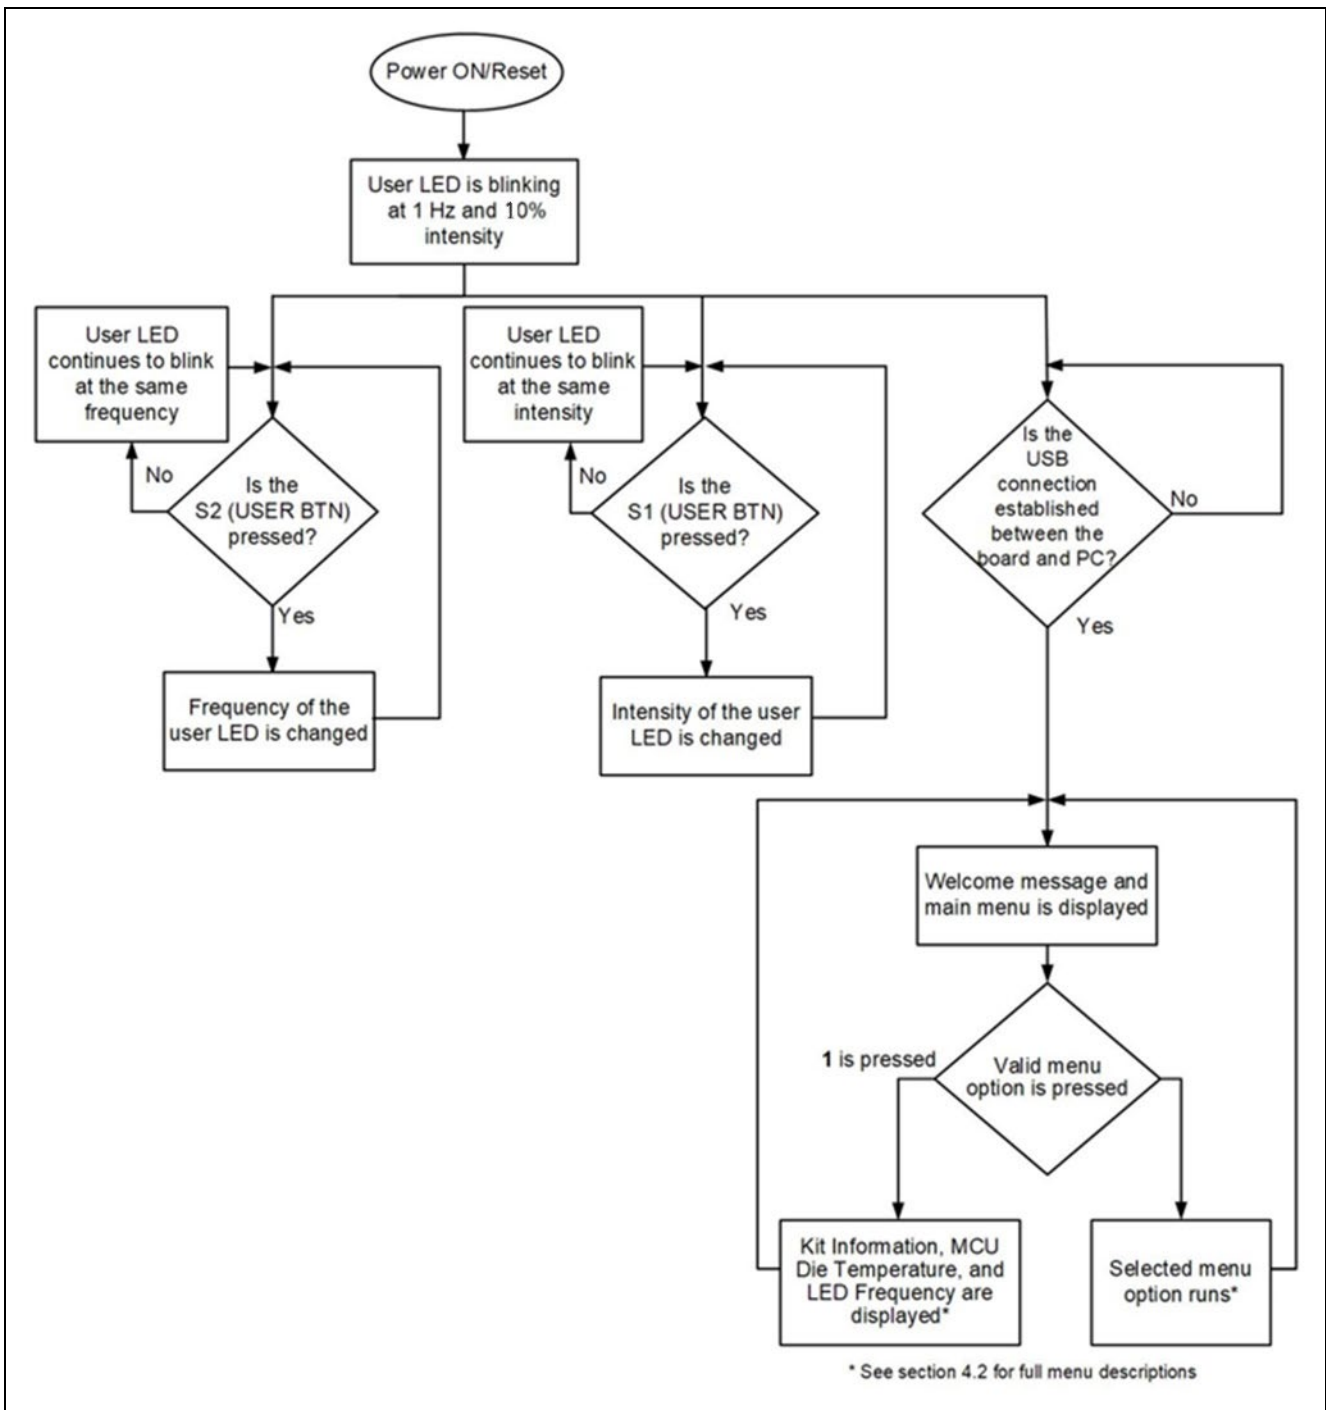 Power ON/Reset
User LED is blinking
at 1 Hz and 10%
intensity
User LED
continues to blink
at the same
frequency
No
Is the
S2 (USER BTN)
pressed?
Yes
Frequency of the
user LED is changed
User LED
continues to blink
at the same
intensity
No
Is the
S1 (USER BTN)
pressed?
Yes
Intensity of the user
LED is changed
Is the
USB
connection
established
between the
board and PC?
No
Yes
Welcome message and
main menu is displayed
1 is pressed
Valid menu
option is pressed
Kit Information, MCU
Die Temperature, and
LED Frequency are
displayed*
Selected menu
option runs*
* See section 4.2 for full menu descriptions